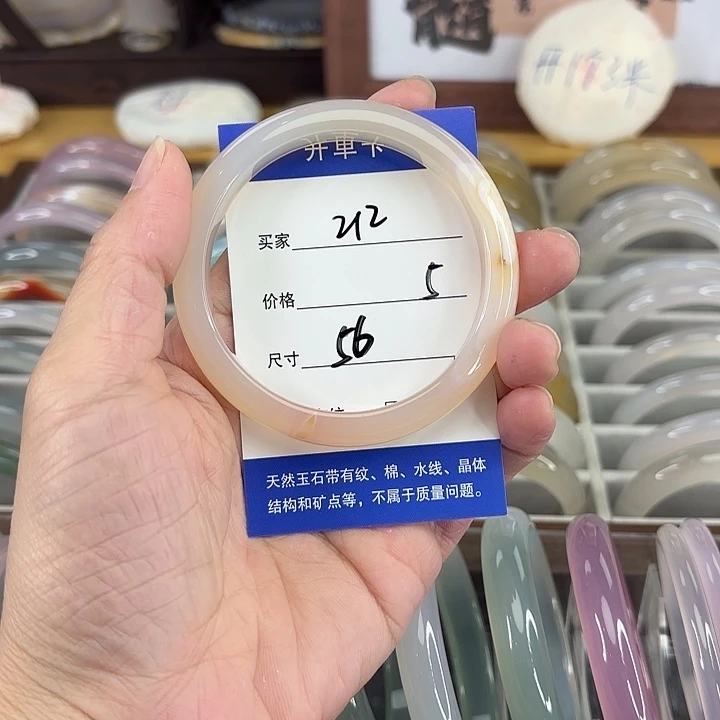 髓
开单卡
买家 212
价格 5
尺寸 56
天然玉石带有纹、棉、水线、晶体
结构和矿点等，不属于质量问题。